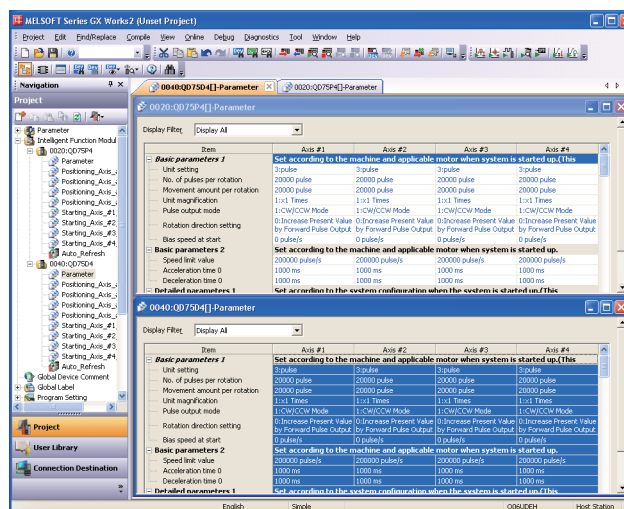 MELSOFT Series GX Works2 (Unset Project)
Project Edit Find/Replace Compile View Online Debug Diagnostics Tool Window Help
Navigation
Project
Parameter
Intelligent Function Modul
0020:QD75P4
Parameter
Positioning_Axis_
Positioning_Axis_
Positioning_Axis_
Positioning_Axis_
Starting_Axis_#1
Starting_Axis_#2
Starting_Axis_#3
Starting_Axis_#4
Auto_Refresh
0040:QD75D4
Parameter
Positioning_Axis_
Positioning_Axis_
Positioning_Axis_
Positioning_Axis_
Starting_Axis_#1
Starting_Axis_#2
Starting_Axis_#3
Starting_Axis_#4
Auto_Refresh
Global Device Comment
Global Label
Program Setting
Project
User Library
Connection Destination
0040:QD75D4[]-Parameter 0020:QD75P4[]-Parameter
0020:QD75P4[]-Parameter
Display Filter Display All
Item Axis #1 Axis #2 Axis #3 Axis #4
Basic parameters 1 Set according to the machine and applicable motor when system is started up.(This
Unit setting 3:pulse 3:pulse 3:pulse 3:pulse
No. of pulses per rotation 20000 pulse 20000 pulse 20000 pulse 20000 pulse
Movement amount per rotation 20000 pulse 20000 pulse 20000 pulse 20000 pulse
Unit magnification 1:x1 Times 1:x1 Times 1:x1 Times 1:x1 Times
Pulse output mode 1:CW/CCW Mode 1:CW/CCW Mode 1:CW/CCW Mode 1:CW/CCW Mode
Rotation direction setting 0:Increase Present Value 0:Increase Present Value 0:Increase Present Value 0:Increase Present Value
by Forward Pulse Output by Forward Pulse Output by Forward Pulse Output by Forward Pulse Output
Bias speed at start 0 pulse/s 0 pulse/s 0 pulse/s 0 pulse/s
Basic parameters 2 Set according to the machine and applicable motor when system is started up.
Speed limit value 200000 pulse/s 200000 pulse/s 200000 pulse/s 200000 pulse/s
Acceleration time 0 1000 ms 1000 ms 1000 ms 1000 ms
Deceleration time 0 1000 ms 1000 ms 1000 ms 1000 ms
Detailed parameters 1 Set according to the system configuration when the system is started up.(This
0040:QD75D4[]-Parameter
Display Filter Display All
Item Axis #1 Axis #2 Axis #3 Axis #4
Basic parameters 1 Set according to the machine and applicable motor when system is started up.(This
Unit setting 3:pulse 3:pulse 3:pulse 3:pulse
No. of pulses per rotation 20000 pulse 20000 pulse 20000 pulse 20000 pulse
Movement amount per rotation 20000 pulse 20000 pulse 20000 pulse 20000 pulse
Unit magnification 1:x1 Times 1:x1 Times 1:x1 Times 1:x1 Times
Pulse output mode 1:CW/CCW Mode 1:CW/CCW Mode 1:CW/CCW Mode 1:CW/CCW Mode
Rotation direction setting 0:Increase Present Value 0:Increase Present Value 0:Increase Present Value 0:Increase Present Value
by Forward Pulse Output by Forward Pulse Output by Forward Pulse Output by Forward Pulse Output
Bias speed at start 0 pulse/s 0 pulse/s 0 pulse/s 0 pulse/s
Basic parameters 2 Set according to the machine and applicable motor when system is started up.
Speed limit value 200000 pulse/s 200000 pulse/s 200000 pulse/s 200000 pulse/s
Acceleration time 0 1000 ms 1000 ms 1000 ms 1000 ms
Deceleration time 0 1000 ms 1000 ms 1000 ms 1000 ms
Detailed parameters 1 Set according to the system configuration when the system is started up.(This
English Simple Q06UDEH Host Station